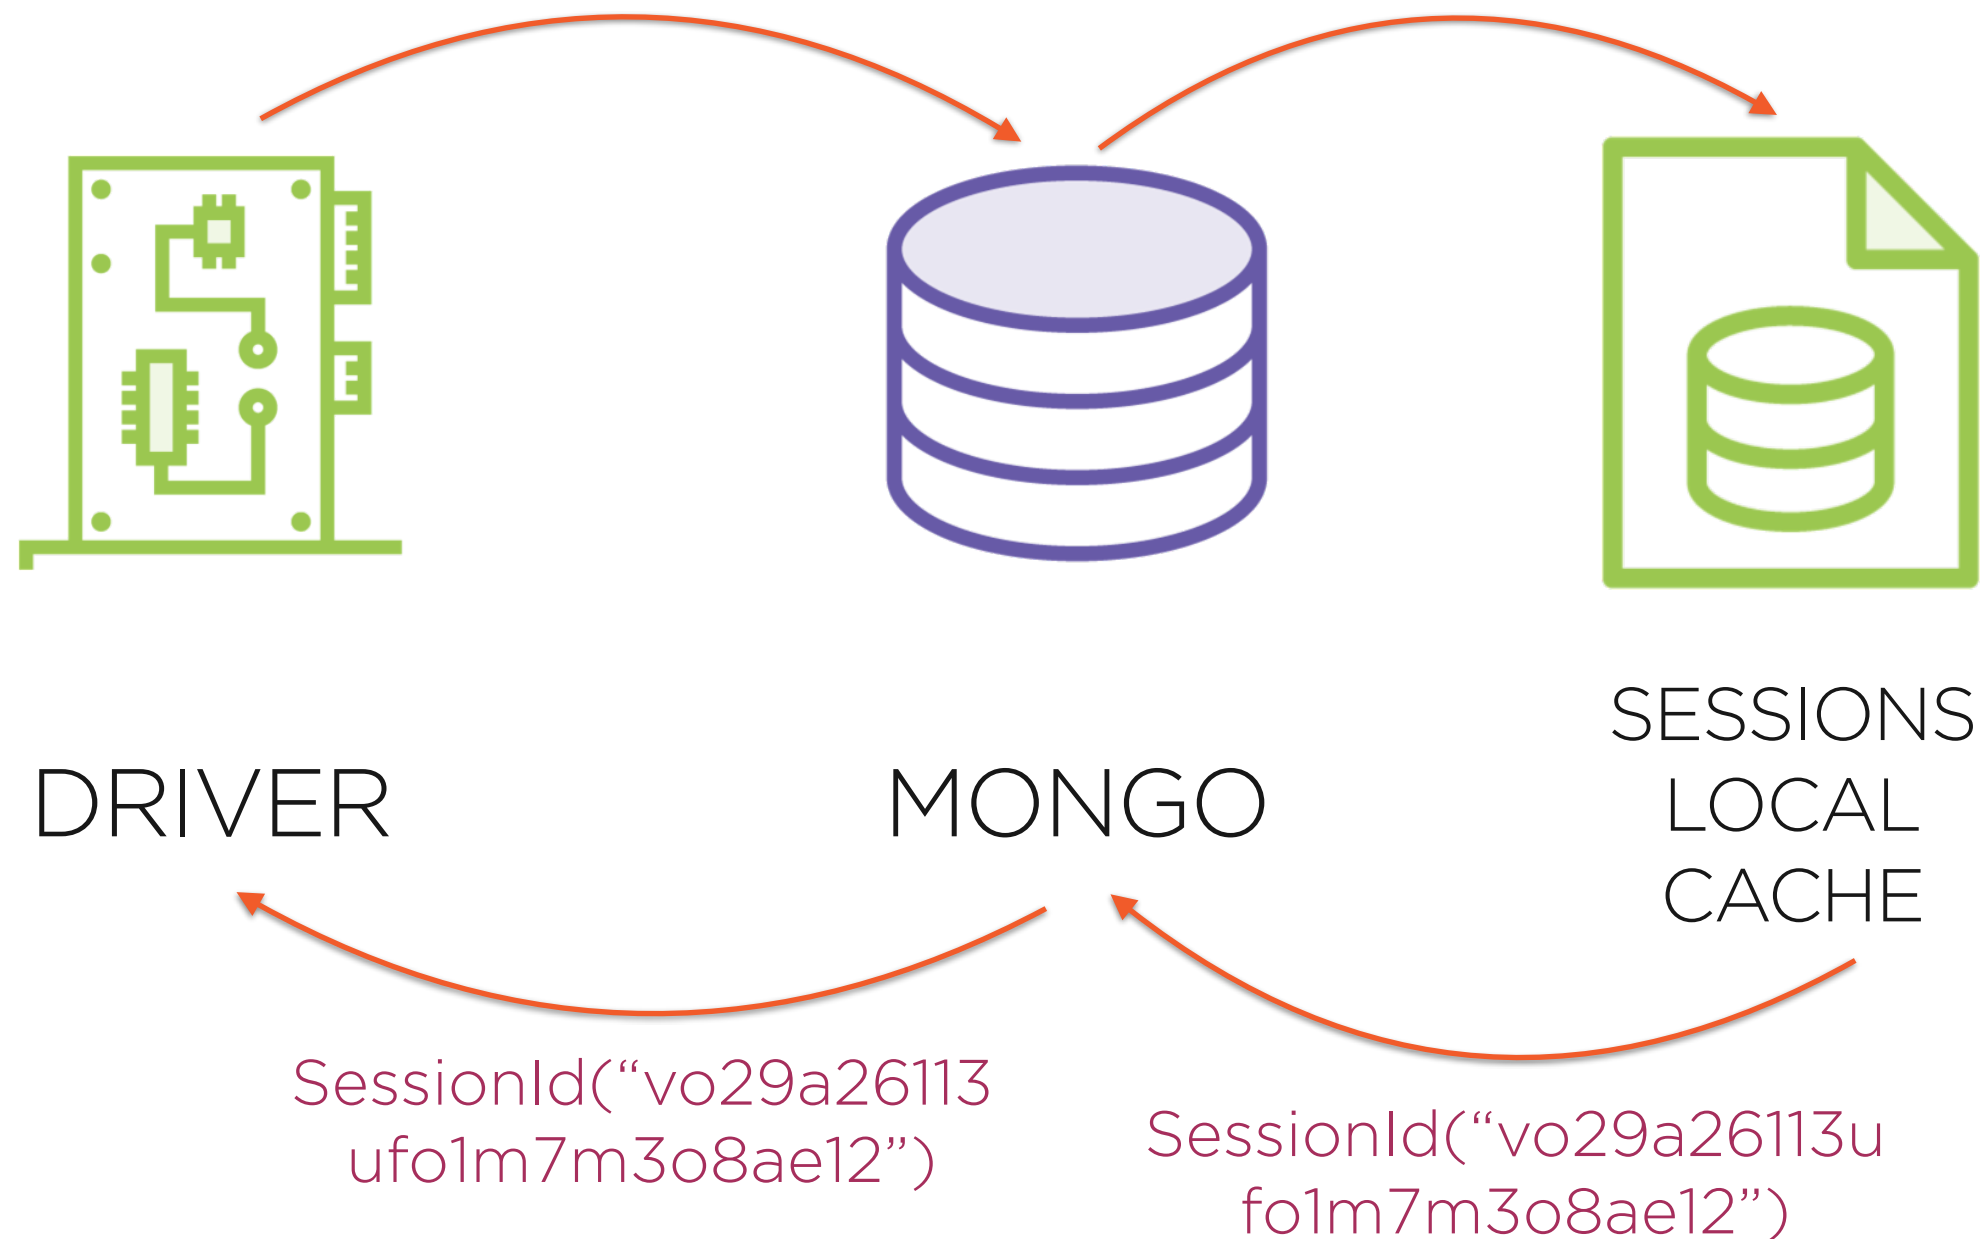 DRIVER
MONGO
SESSIONS
LOCAL
CACHE
SessionId(“vo29a26113
ufo1m7m3o8ae12”)
SessionId(“vo29a26113u
fo1m7m3o8ae12”)